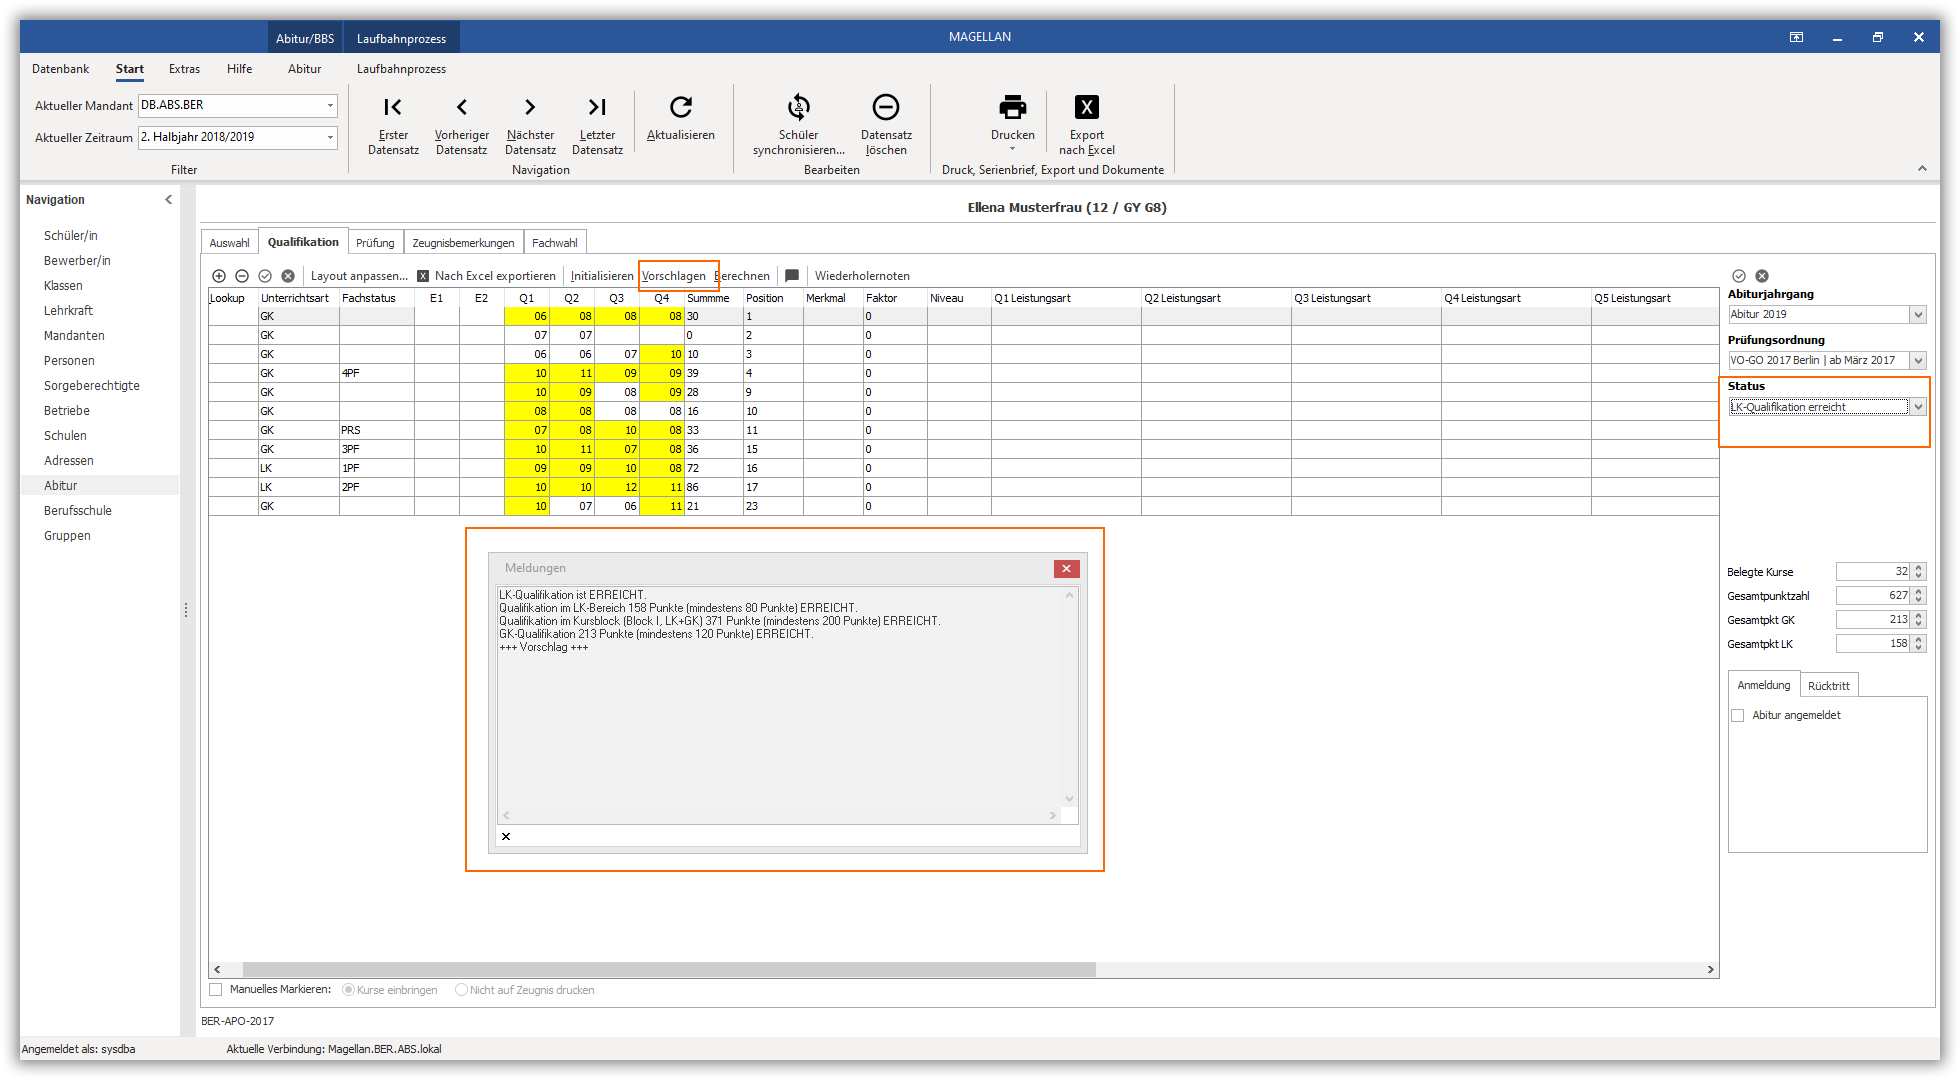 Abitur/BBS Laufbahnprozess MAGELLAN
Datenbank Start Extras Hilfe Abitur Laufbahnprozess
Aktueller Mandant DB.ABS.BER
Aktueller Zeitraum 2. Halbjahr 2018/2019
Filter
Erster Datensatz
Vorheriger Datensatz
Nächster Datensatz
Letzter Datensatz
Aktualisieren
Navigation
Schüler synchronisieren...
Datensatz löschen
Bearbeiten
Drucken
Export nach Excel
Druck, Serienbrief, Export und Dokumente
Navigation
Schüler/in
Bewerber/in
Klassen
Lehrkraft
Mandanten
Personen
Sorgeberechtigte
Betriebe
Schulen
Adressen
Abitur
Berufsschule
Gruppen
Ellena Musterfrau (12 / GY G8)
Auswahl Qualifikation Prüfung Zeugnisbemerkungen Fachwahl
Layout anpassen... X Nach Excel exportieren Initialisieren Vorschlagen Berechnen Wiederholernoten
Lookup Unterrichtsart Fachstatus E1 E2 Q1 Q2 Q3 Q4 Summme Position Merkmal Faktor Niveau Q1 Leistungsart Q2 Leistungsart Q3 Leistungsart Q4 Leistungsart Q5 Leistungsart
GK 06 08 08 08 30 1 0
GK 07 07 0 2 0
GK 06 06 07 10 10 3 0
GK 4PF 10 11 09 09 39 4 0
GK 10 09 08 09 28 9 0
GK 08 08 08 08 16 10 0
GK PRS 07 08 10 08 33 11 0
GK 3PF 10 11 07 08 36 15 0
LK 1PF 09 09 10 08 72 16 0
LK 2PF 10 10 12 11 86 17 0
GK 10 07 06 11 21 23 0
Meldungen
LK-Qualifikation ist ERREICHT.
Qualifikation im LK-Bereich 158 Punkte (mindestens 80 Punkte) ERREICHT.
Qualifikation im Kursblock (Block I, LK+GK) 371 Punkte (mindestens 200 Punkte) ERREICHT.
GK-Qualifikation 213 Punkte (mindestens 120 Punkte) ERREICHT.
+++ Vorschlag +++
Manuelles Markieren: Kurse einbringen Nicht auf Zeugnis drucken
Abiturjahrgang
Abitur 2019
Prüfungsordnung
VO-GO 2017 Berlin | ab März 2017
Status
LK-Qualifikation erreicht
Belegte Kurse 32
Gesamtpunktzahl 627
Gesamtpkt GK 213
Gesamtpkt LK 158
Anmeldung Rücktritt
Abitur angemeldet
BER-APO-2017
Angemeldet als: sysdba Aktuelle Verbindung: Magellan.BER.ABS.lokal